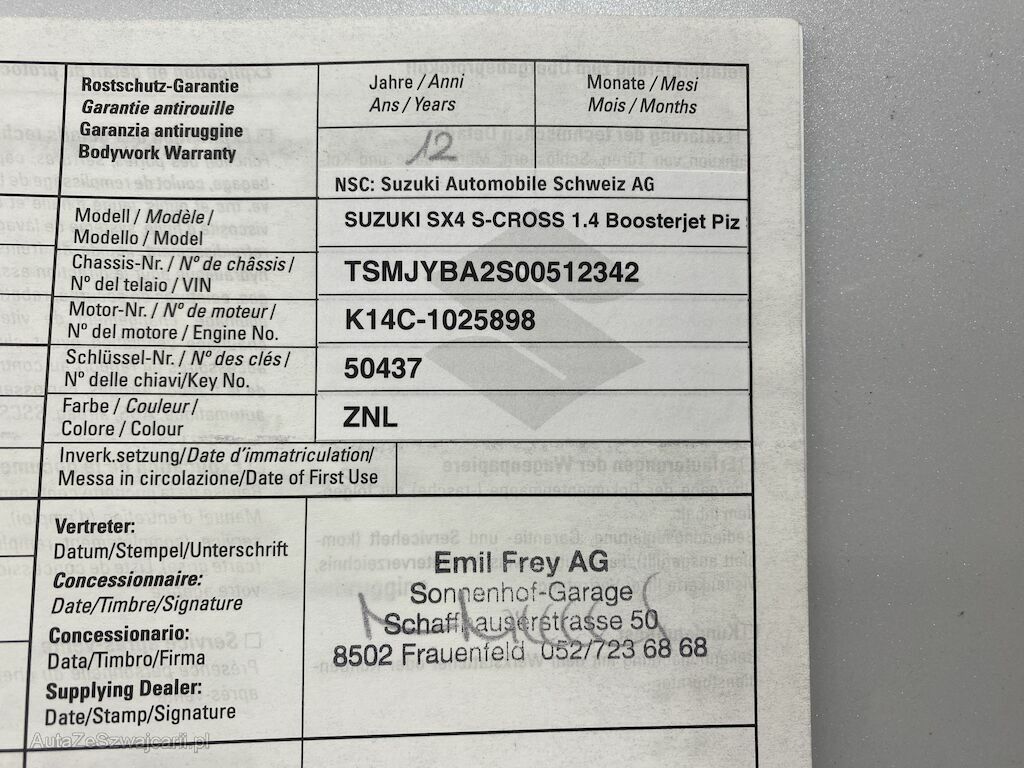 Rostschutz-Garantie
Garantie antirouille
Garanzia antiruggine
Bodywork Warranty
Jahre / Anni
Ans / Years
Monate / Mesi
Mois / Months
12
NSC: Suzuki Automobile Schweiz AG
Modell / Modèle /
Modello / Model
SUZUKI SX4 S-CROSS 1.4 Boosterjet Piz
Chassis-Nr. / N° de châssis /
N° del telaio / VIN
TSMJYBA2S00512342
Motor-Nr. / N° de moteur /
N° del motore / Engine No.
K14C-1025898
Schlüssel-Nr. / N° des clés /
N° delle chiavi/Key No.
50437
Farbe / Couleur /
Colore / Colour
ZNL
Inverk.setzung/Date d'immatriculation/
Messa in circolazione/Date of First Use
Vertreter:
Datum/Stempel/Unterschrift
Concessionnaire:
Date/Timbre/Signature
Concessionario:
Data/Timbro/Firma
Supplying Dealer:
Date/Stamp/Signature
Emil Frey AG
Sonnenhof-Garage
Schaffhauserstrasse 50
8502 Frauenfeld 052/723 68 68
AutaZeSzwajcarii.pl